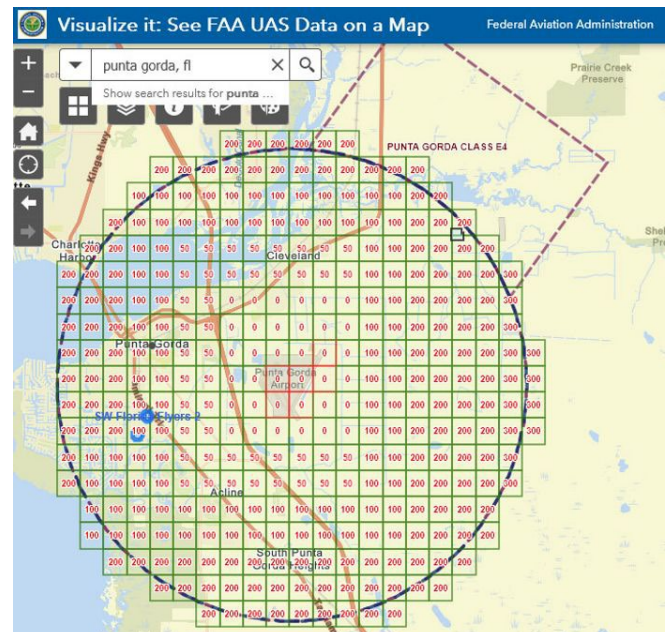 Visualize it: See FAA UAS Data on a Map
Federal Aviation Administration
punta gorda, fl
Show search results for punta ...
Prairie Creek
Preserve
Kings Hwy
PUNTA GORDA CLASS E4
200 200 200 200 200 200
200 200 200 200 200 200 200 200 200 200 200 200
100 100 100 100 100 100 100 100 100 100 100 200 200
200 100 100 100 100 100 100 100 100 100 100 100 100 200 200 200
Charlotte
Harbor
Cleveland
200 200 100 100 50 50 50 50 50 50 50 50 100 100 100 200 200 200
200 200 200 100 100 50 50 50 50 50 50 50 50 100 100 100 200 200 200 300
200 200 200 100 100 50 50 0 0 0 0 0 0 100 100 100 200 200 200 300
200 200 200 100 100 50 50 0 0 0 0 0 0 100 100 100 200 200 200 300
Punta Gorda
200 200 200 100 100 50 50 0 0 0 0 0 0 100 100 100 200 200 200 300 300
Punta Gorda
Airport
200 200 200 100 100 50 50 0 0 0 0 0 0 100 100 100 200 200 200 300 300
200 200 200 100 100 50 50 0 0 0 0 0 0 100 100 100 200 200 200 300 300
SW Florida Flyers 2
200 200 200 100 100 50 50 0 0 0 0 0 0 100 100 100 200 200 200 300 300
200 100 100 100 100 50 50 50 50 50 50 50 50 100 100 100 200 200 200 300
200 100 100 100 100 50 50 50 50 50 50 50 50 100 100 100 200 200 200 300
Acline
100 100 100 100 100 100 100 100 100 100 100 100 100 100 100 200 200 200
100 100 100 100 100 100 100 100 100 100 100 100 100 100 100 200 200 200
South Punta
Gorda Heights
200 200 200 200 200 200 200 200 200 200 200 200 200 200 200 200
200 200 200 200 200 200 200 200 200 200 200 200 200 200
200 200 200 200 200 200 200 200 200